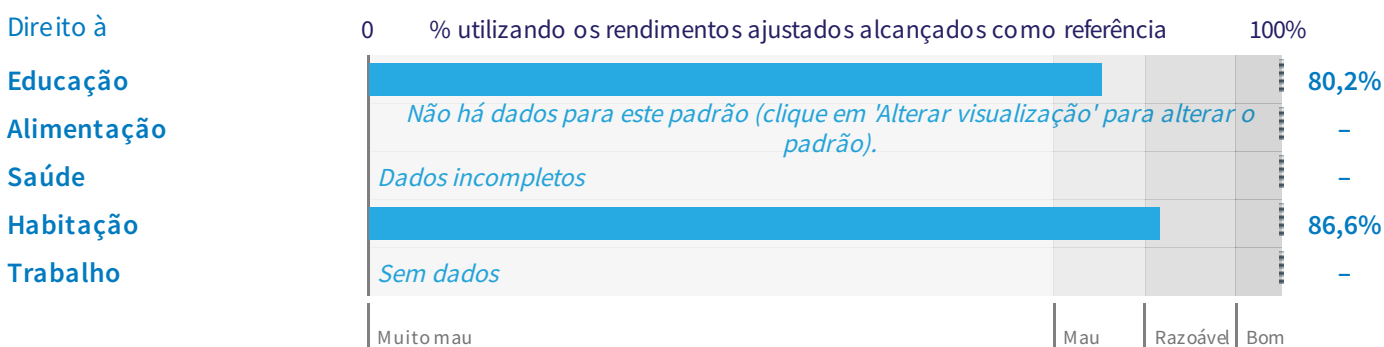 Direito à 0 % utilizando os rendimentos ajustados alcançados como referência 100%
Educação 80,2%
Alimentação Não há dados para este padrão (clique em 'Alterar visualização' para alterar o padrão). –
Saúde Dados incompletos –
Habitação 86,6%
Trabalho Sem dados –
Muito mau Mau Razoável Bom